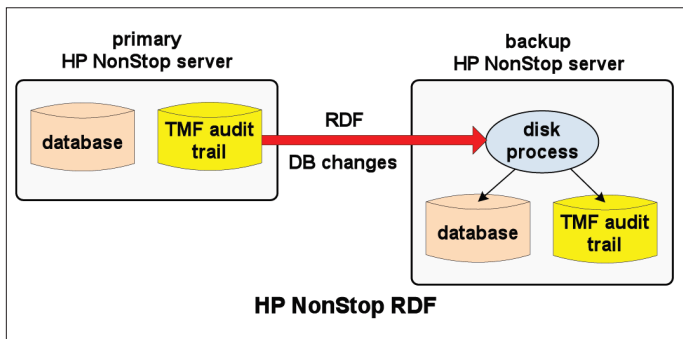 primary
HP NonStop server
backup
HP NonStop server
database
TMF audit
trail
RDF
DB changes
disk
process
database
TMF audit
trail
HP NonStop RDF